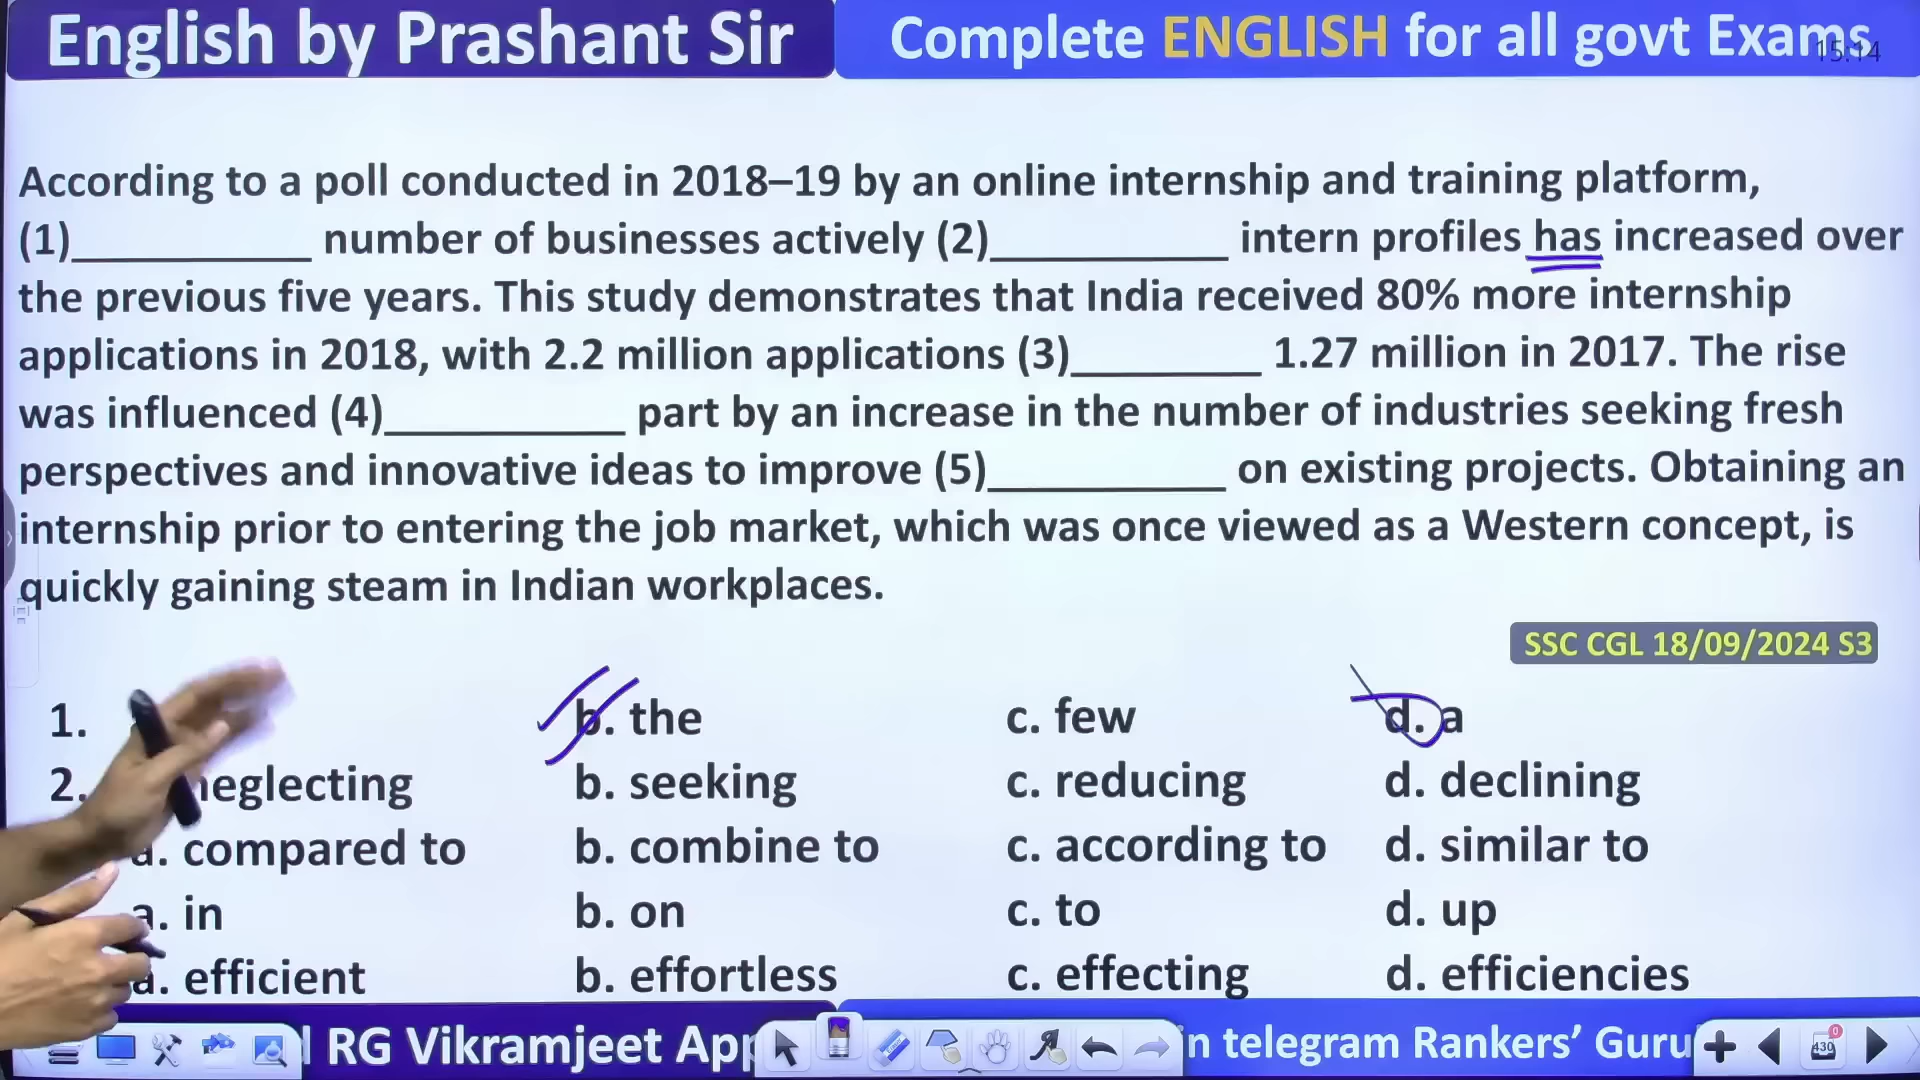 English by Prashant Sir
Complete ENGLISH for all govt Exams
15:14
According to a poll conducted in 2018–19 by an online internship and training platform,
(1)__________ number of businesses actively (2)__________ intern profiles has increased over
the previous five years. This study demonstrates that India received 80% more internship
applications in 2018, with 2.2 million applications (3)________ 1.27 million in 2017. The rise
was influenced (4)__________ part by an increase in the number of industries seeking fresh
perspectives and innovative ideas to improve (5)__________ on existing projects. Obtaining an
internship prior to entering the job market, which was once viewed as a Western concept, is
quickly gaining steam in Indian workplaces.
SSC CGL 18/09/2024 S3
1. b. the c. few d. a
2. neglecting b. seeking c. reducing d. declining
a. compared to b. combine to c. according to d. similar to
a. in b. on c. to d. up
a. efficient b. effortless c. effecting d. efficiencies
RG Vikramjeet App
in telegram Rankers' Guru
430
0